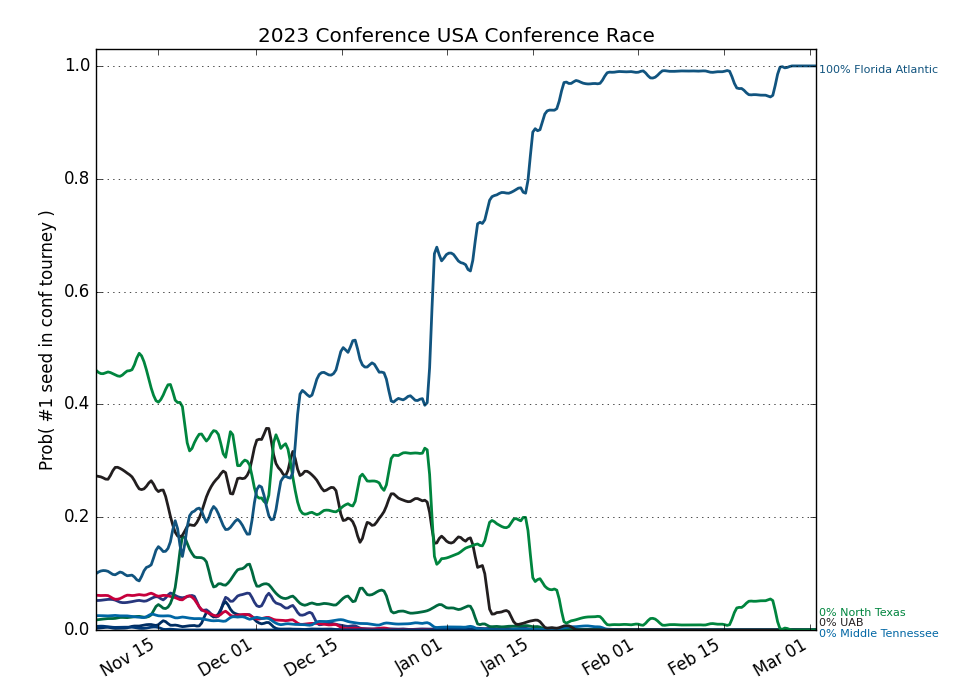 2023 Conference USA Conference Race
Prob( #1 seed in conf tourney )
1.0
0.8
0.6
0.4
0.2
0.0
Nov 15
Dec 01
Dec 15
Jan 01
Jan 15
Feb 01
Feb 15
Mar 01
100% Florida Atlantic
0% North Texas
0% UAB
0% Middle Tennessee